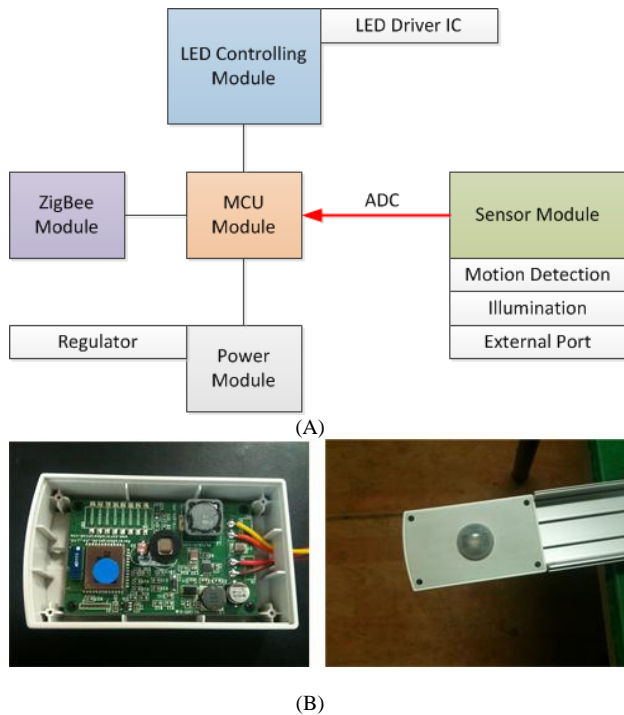 LED Driver IC
LED Controlling
Module
ZigBee
Module
MCU
Module
ADC
Sensor Module
Motion Detection
Illumination
External Port
Regulator
Power
Module
(A)
(B)